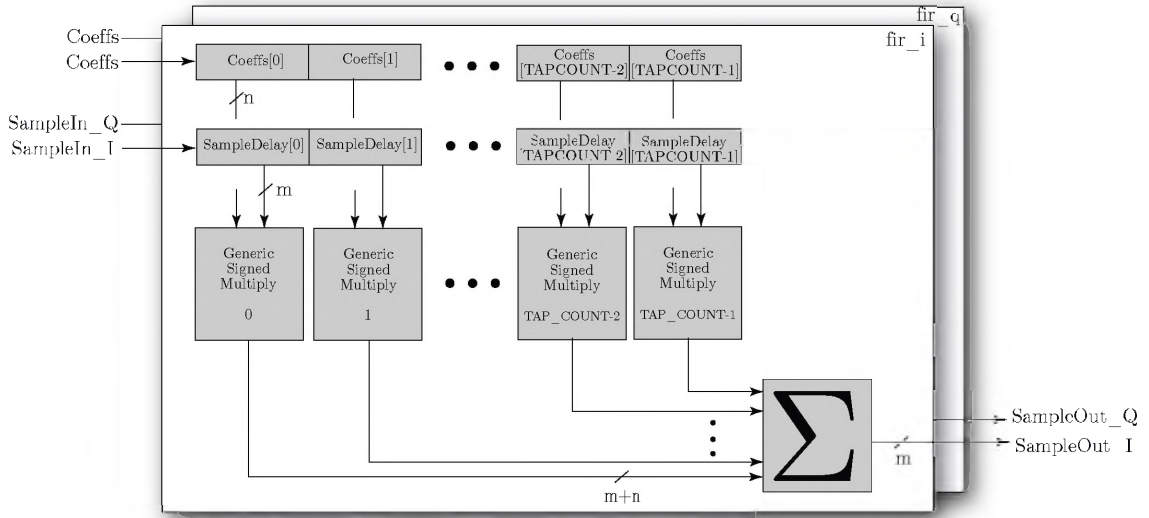 fir_q
fir_i
Coeffs
Coeffs
Coeffs[0]
Coeffs[1]
Coeffs
[TAPCOUNT-2]
Coeffs
[TAPCOUNT-1]
n
SampleIn_Q
SampleIn_I
SampleDelay[0]
SampleDelay[1]
SampleDelay
[TAPCOUNT 2]
SampleDelay
[TAPCOUNT-1]
m
Generic
Signed
Multiply
0
Generic
Signed
Multiply
1
Generic
Signed
Multiply
TAP_COUNT-2
Generic
Signed
Multiply
TAP_COUNT-1
Σ
m+n
m
SampleOut_Q
SampleOut I